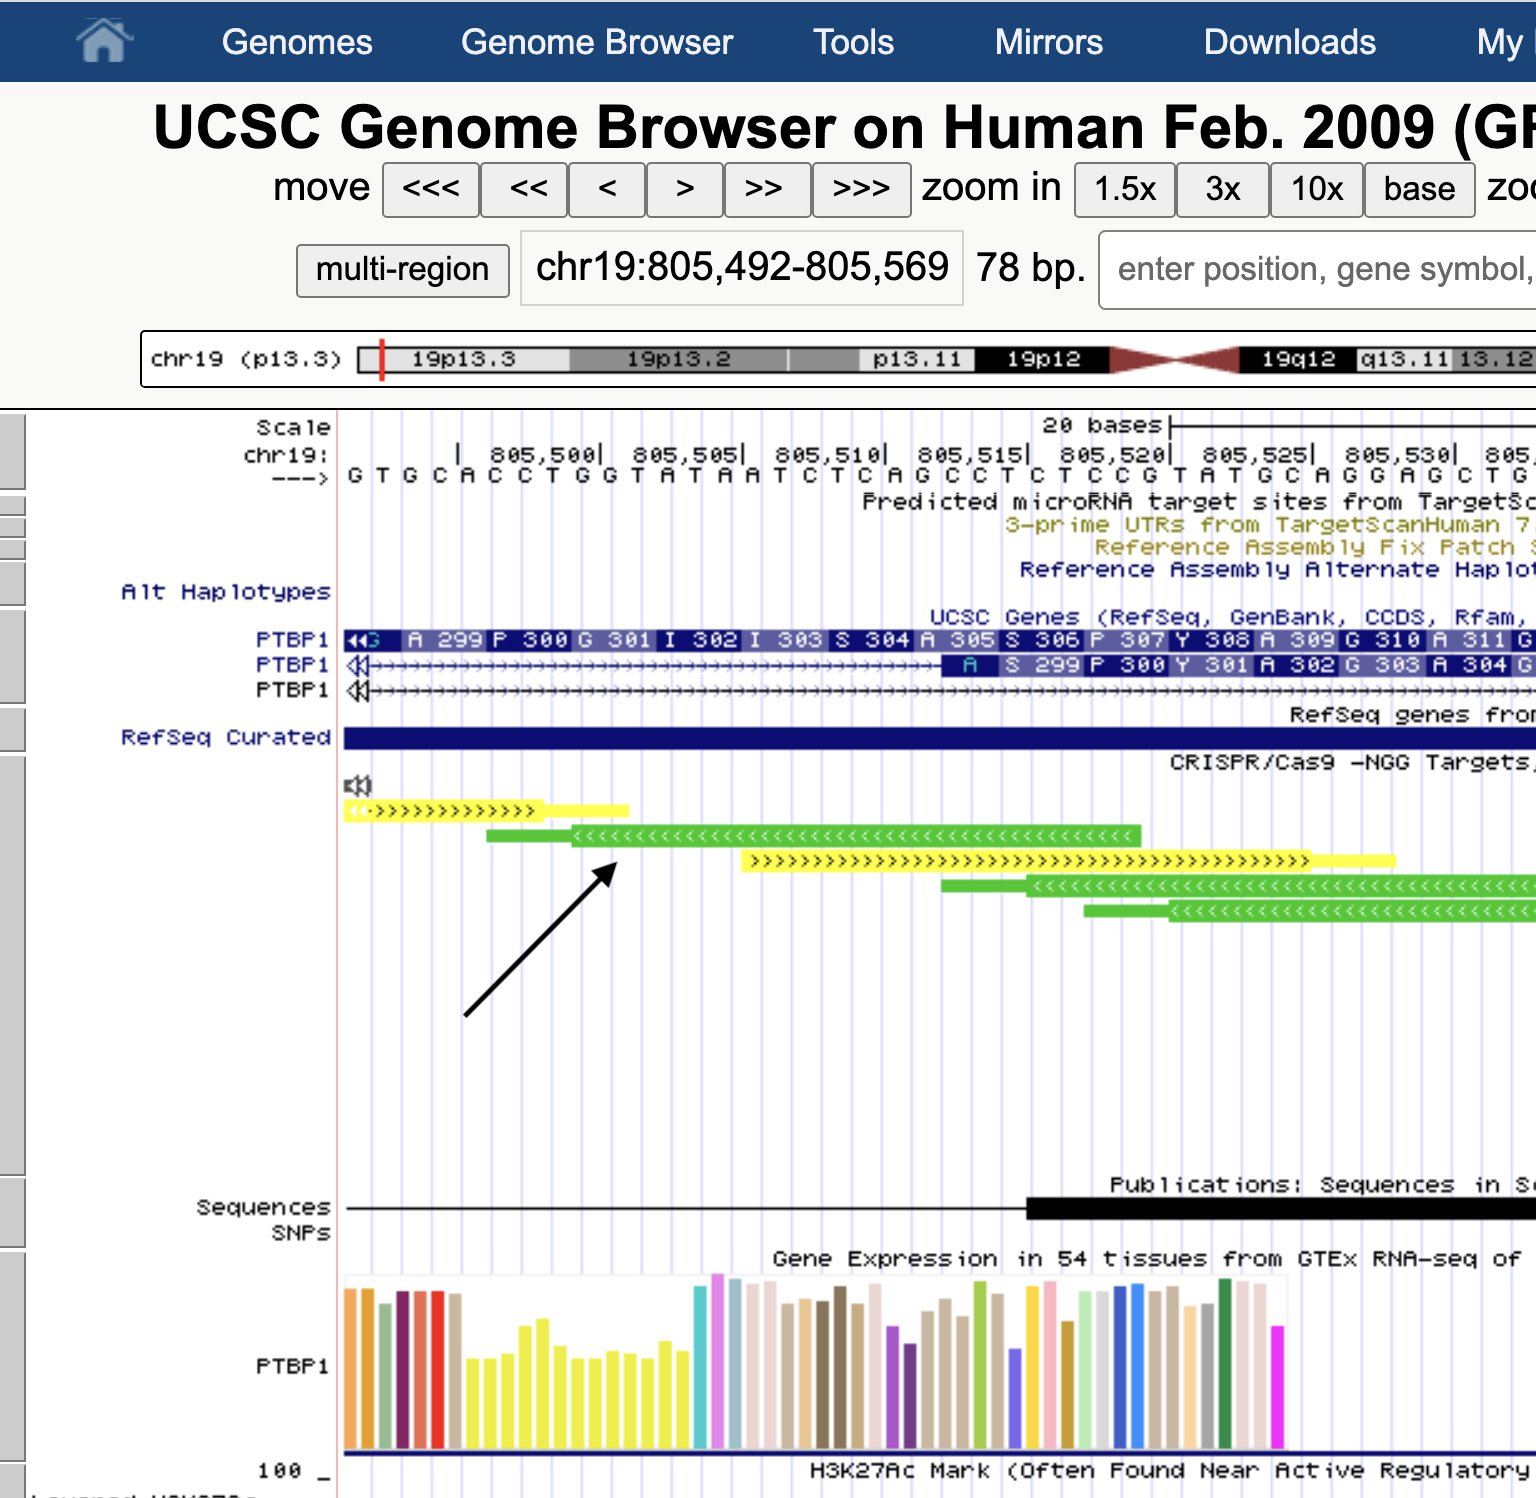 Genomes Genome Browser Tools Mirrors Downloads My
UCSC Genome Browser on Human Feb. 2009
move <<< << < > >> >>> zoom in 1.5x 3x 10x base
multi-region chr19:805,492-805,569 78 bp. enter position, gene symbol,
chr19 (p13.3) 19p13.3 19p13.2 p13.11 19p12 19q12 q13.11 13.12
Scale 20 bases
chr19: 805,500| 805,505| 805,510| 805,515| 805,520| 805,525| 805,530| 805,
---> G T G C A C C T G G T A T A A T C T C A G C C T C T C C G T A T G C A G G A G C T G
Predicted microRNA target sites from
3-prime UTRs from TargetScanHuman 7
Reference Assembly Fix Patch
Reference Assembly Alternate
Alt Haplotypes
UCSC Genes (RefSeq, GenBank, CCDS, Rfam,
PTBP1 G A 299 P 300 G 301 I 302 I 303 S 304 A 305 S 306 P 307 Y 308 A 309 G 310 A 311 G
PTBP1 A S 299 P 300 Y 301 A 302 G 303 A 304 G
PTBP1
RefSeq genes
RefSeq Curated
CRISPR/Cas9 -NGG Targets,
Publications: Sequences in
Sequences
SNPs
Gene Expression in 54 tissues from GTEx RNA-seq of
PTBP1
100 _
H3K27Ac Mark (Often Found Near Active Regulatory